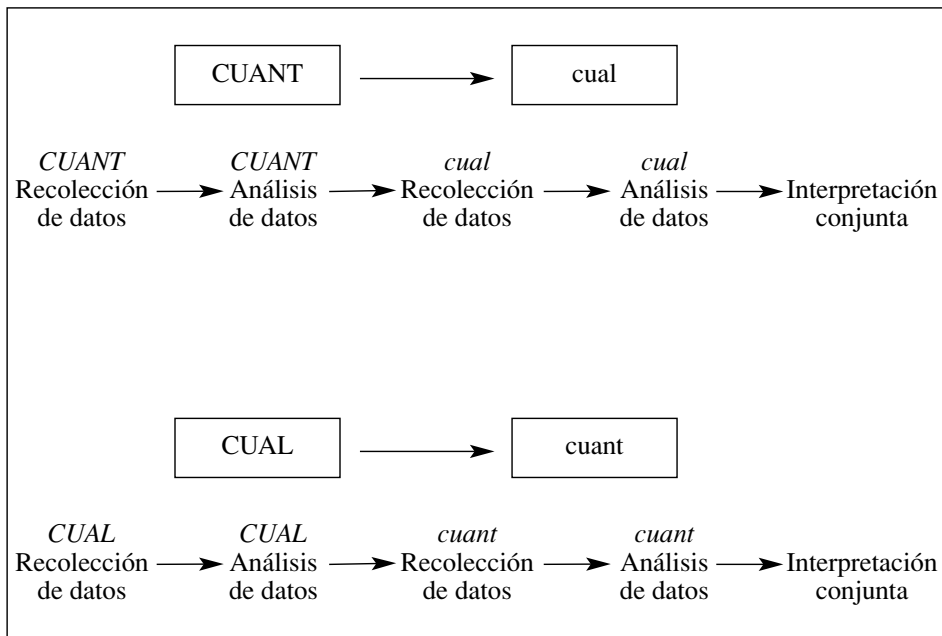 CUANT cual
CUANT CUANT cual cual
Recolección Análisis Recolección Análisis Interpretación
de datos de datos de datos de datos conjunta
CUAL cuant
CUAL CUAL cuant cuant
Recolección Análisis Recolección Análisis Interpretación
de datos de datos de datos de datos conjunta